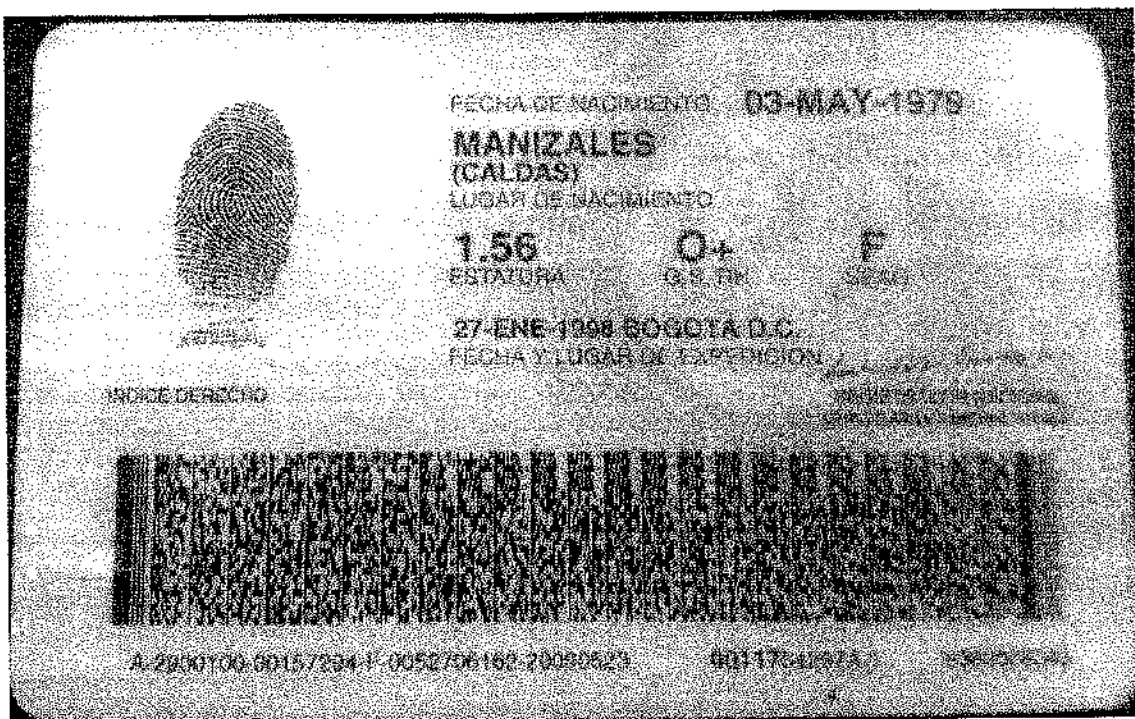 FECHA DE NACIMIENTO 03-MAY-1979
MANIZALES
(CALDAS)
LUGAR DE NACIMIENTO
1.56 O+ F
ESTATURA G.S. RH SEXO
27-ENE-1998 BOGOTA D.C.
FECHA Y LUGAR DE EXPEDICION
INDICE DERECHO